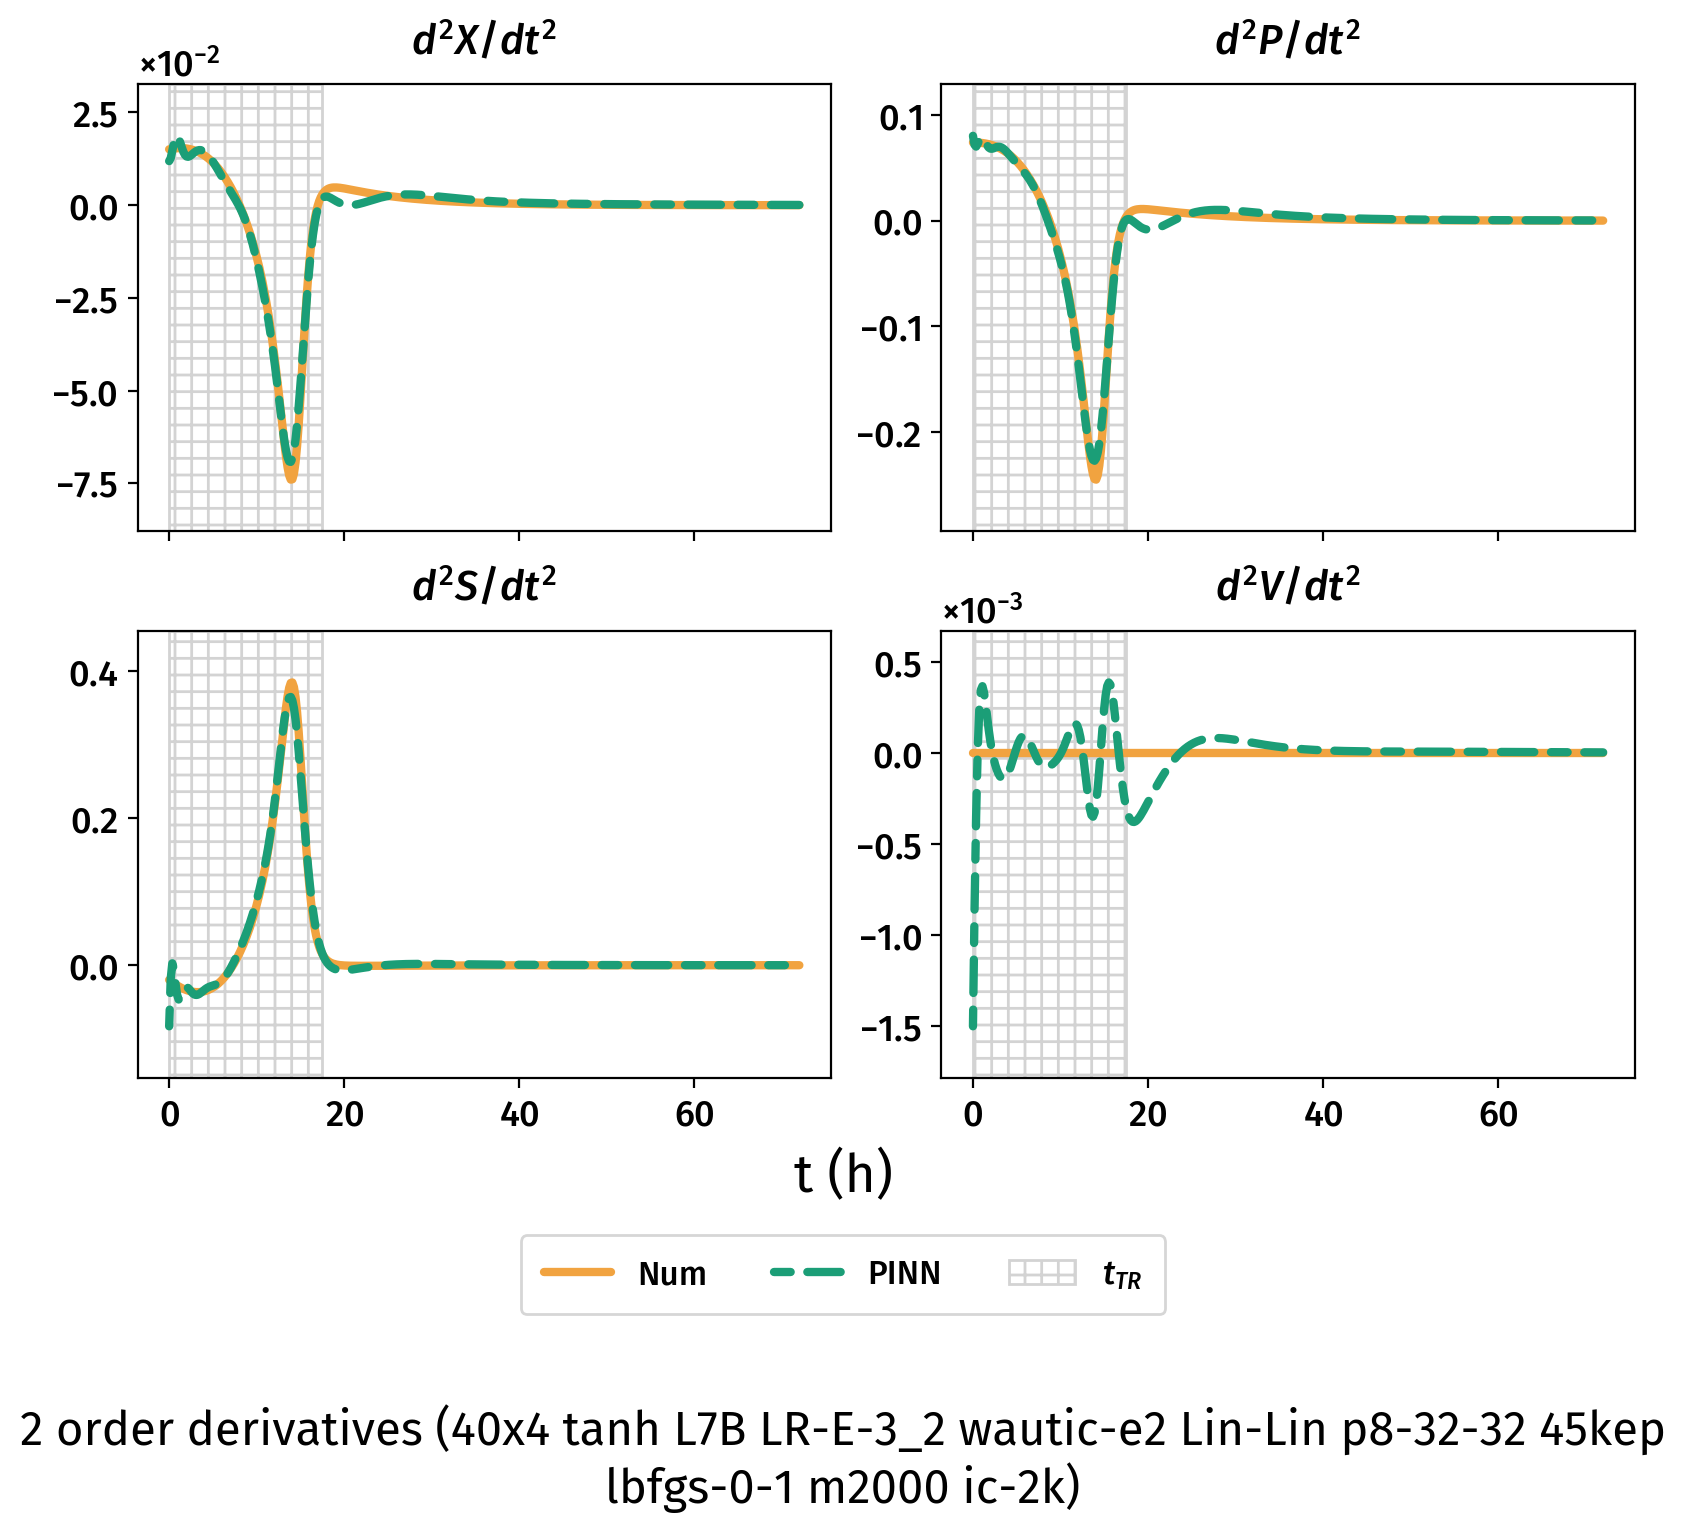 d²X/dt²
×10⁻²
2.5
0.0
−2.5
−5.0
−7.5
d²P/dt²
0.1
0.0
−0.1
−0.2
d²S/dt²
0.4
0.2
0.0
0 20 40 60
d²V/dt²
×10⁻³
0.5
0.0
−0.5
−1.0
−1.5
0 20 40 60
t (h)
Num PINN t_TR
2 order derivatives (40x4 tanh L7B LR-E-3_2 wautic-e2 Lin-Lin p8-32-32 45kep
lbfgs-0-1 m2000 ic-2k)